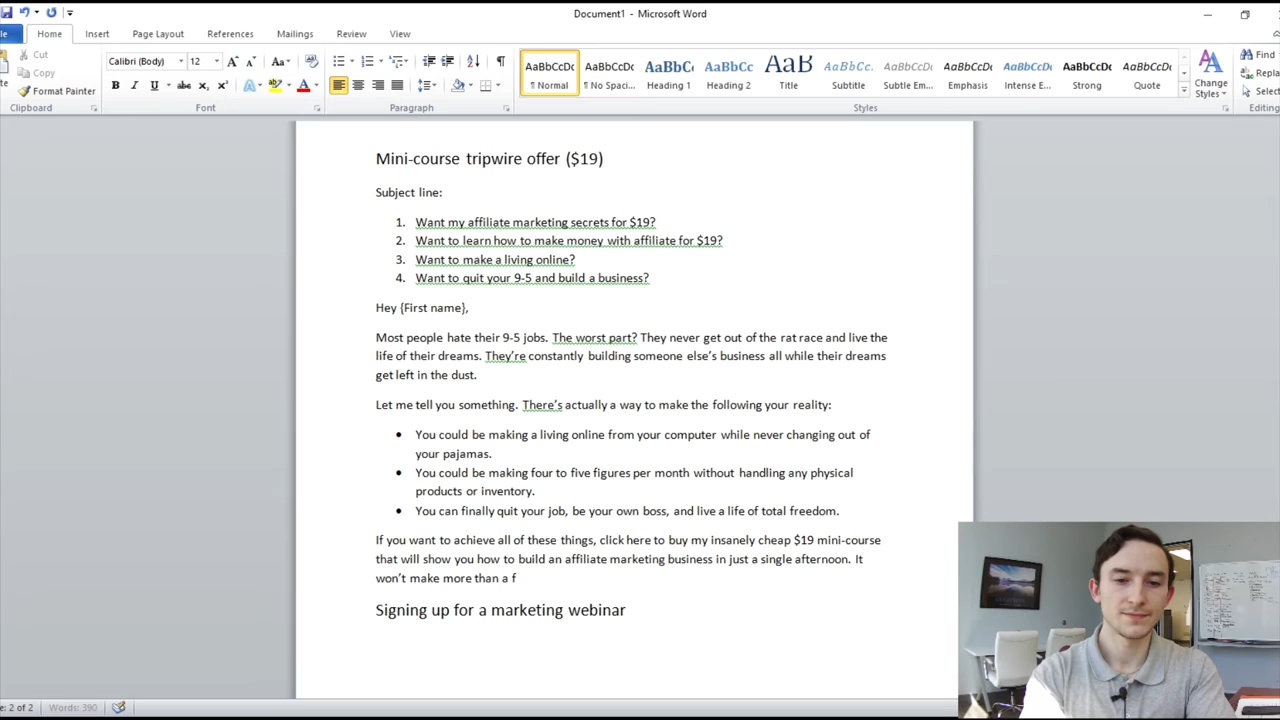 Document1 - Microsoft Word
Home Insert Page Layout References Mailings Review View
Cut
Copy
Format Painter
Clipboard
Calibri (Body) 12
Font
Paragraph
AaBbCcDc AaBbCcDc AaBbC AaBbCc AaB AaBbCc. AaBbCcDc AaBbCcDc AaBbCcDc AaBbCcDc AaBbCcDc
¶ Normal ¶ No Spaci... Heading 1 Heading 2 Title Subtitle Subtle Em... Emphasis Intense E... Strong Quote
Styles
Change
Styles
Find
Repla
Select
Editing
Mini-course tripwire offer ($19)
Subject line:
1. Want my affiliate marketing secrets for $19?
2. Want to learn how to make money with affiliate for $19?
3. Want to make a living online?
4. Want to quit your 9-5 and build a business?
Hey {First name},
Most people hate their 9-5 jobs. The worst part? They never get out of the rat race and live the
life of their dreams. They’re constantly building someone else’s business all while their dreams
get left in the dust.
Let me tell you something. There’s actually a way to make the following your reality:
• You could be making a living online from your computer while never changing out of
your pajamas.
• You could be making four to five figures per month without handling any physical
products or inventory.
• You can finally quit your job, be your own boss, and live a life of total freedom.
If you want to achieve all of these things, click here to buy my insanely cheap $19 mini-course
that will show you how to build an affiliate marketing business in just a single afternoon. It
won’t make more than a f
Signing up for a marketing webinar
e: 2 of 2 Words: 390